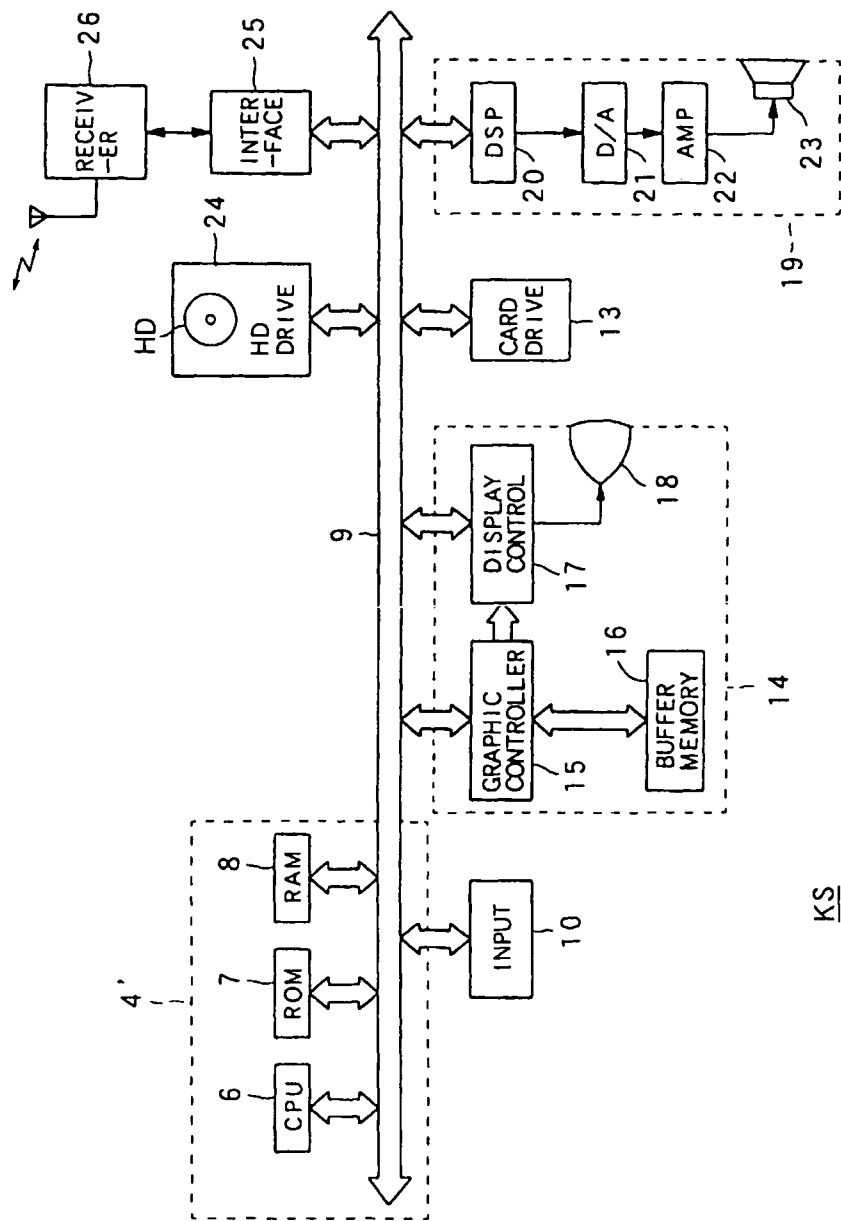 4'
6
CPU
7
ROM
8
RAM
9
HD
24
HD
DRIVE
26
RECEIV
-ER
25
INTER
-FACE
INPUT
10
GRAPHIC
CONTROLLER
15
16
BUFFER
MEMORY
DISPLAY
CONTROL
17
18
14
CARD
DRIVE
13
DSP
20
D/A
21
AMP
22
23
19
KS